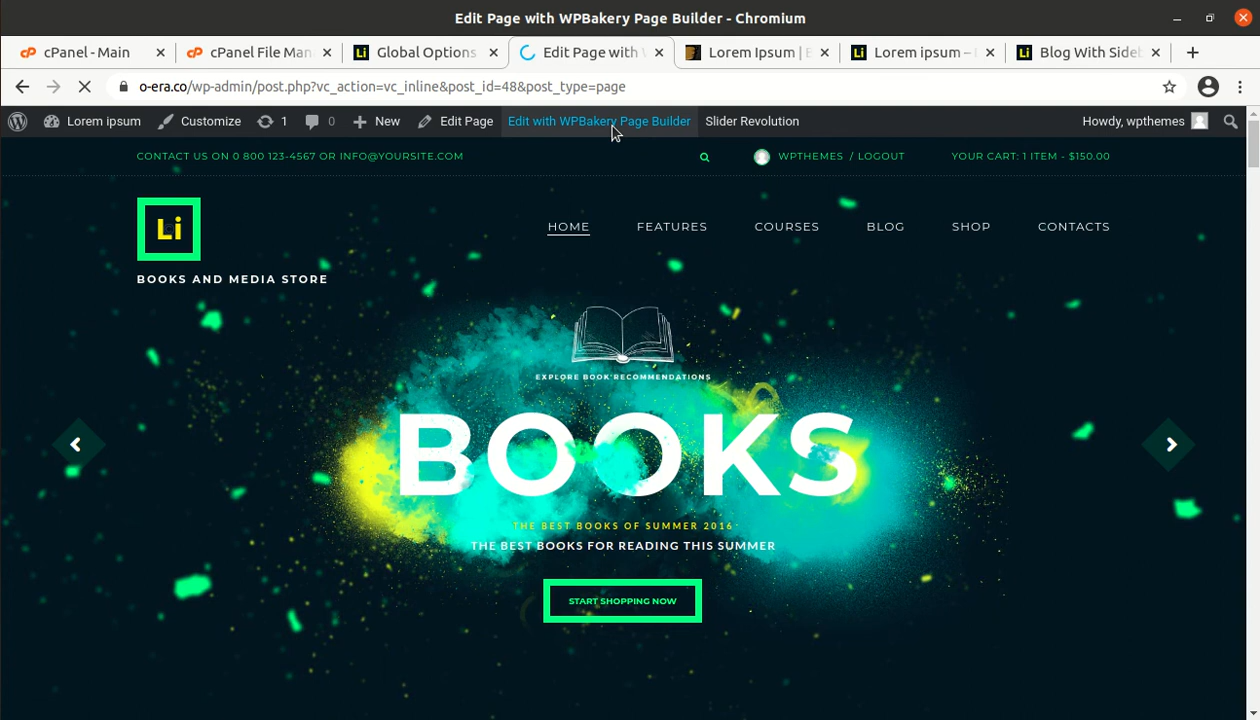 Edit Page with WPBakery Page Builder - Chromium
cPanel - Main
cPanel File Man
Global Options
Edit Page with
Lorem Ipsum |
Lorem ipsum –
Blog With Sideb
o-era.co/wp-admin/post.php?vc_action=vc_inline&post_id=48&post_type=page
Lorem ipsum Customize 1 0 New Edit Page Edit with WPBakery Page Builder Slider Revolution Howdy, wpthemes
CONTACT US ON 0 800 123-4567 OR INFO@YOURSITE.COM WPTHEMES / LOGOUT YOUR CART: 1 ITEM - $150.00
Li
BOOKS AND MEDIA STORE
HOME FEATURES COURSES BLOG SHOP CONTACTS
EXPLORE BOOK RECOMMENDATIONS
BOOKS
THE BEST BOOKS OF SUMMER 2016
THE BEST BOOKS FOR READING THIS SUMMER
START SHOPPING NOW